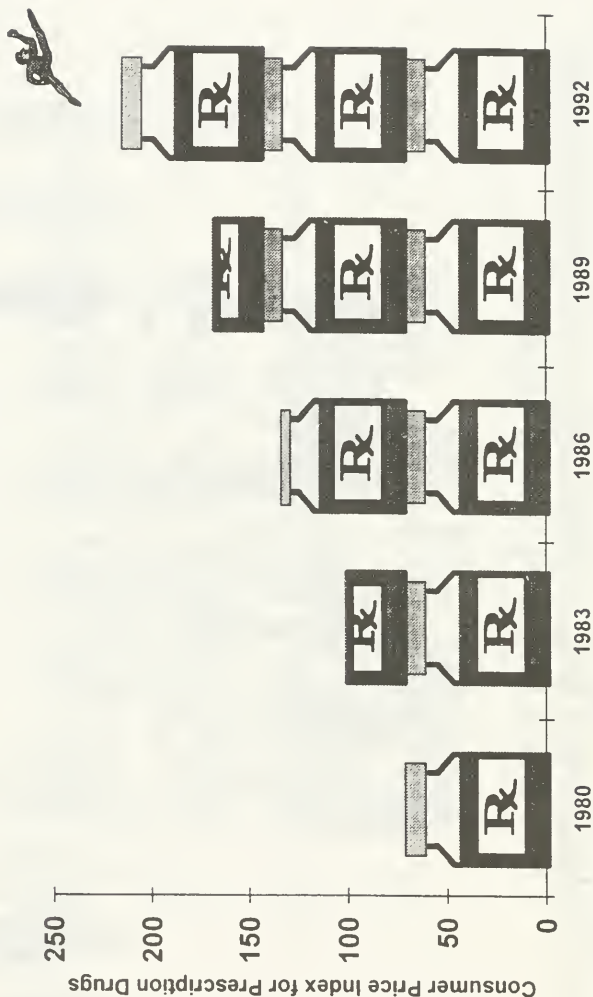 Consumer Price Index for Prescription Drugs
250
200
150
100
50
0
Rx
Rx Rx
Rx Rx
Rx Rx Rx
Rx Rx Rx
1980 1983 1986 1989 1992